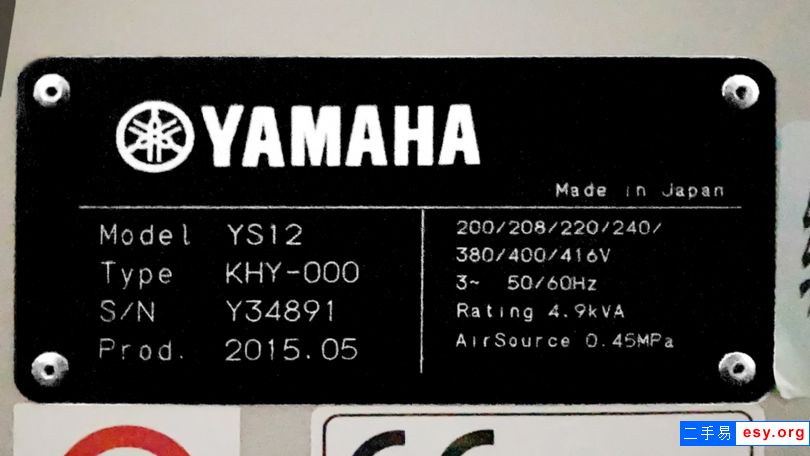 YAMAHA
Made in Japan
Model YS12
Type KHY-000
S/N Y34891
Prod. 2015.05
200/208/220/240/
380/400/416V
3~ 50/60Hz
Rating 4.9kVA
AirSource 0.45MPa
CE
二手易 esy.org